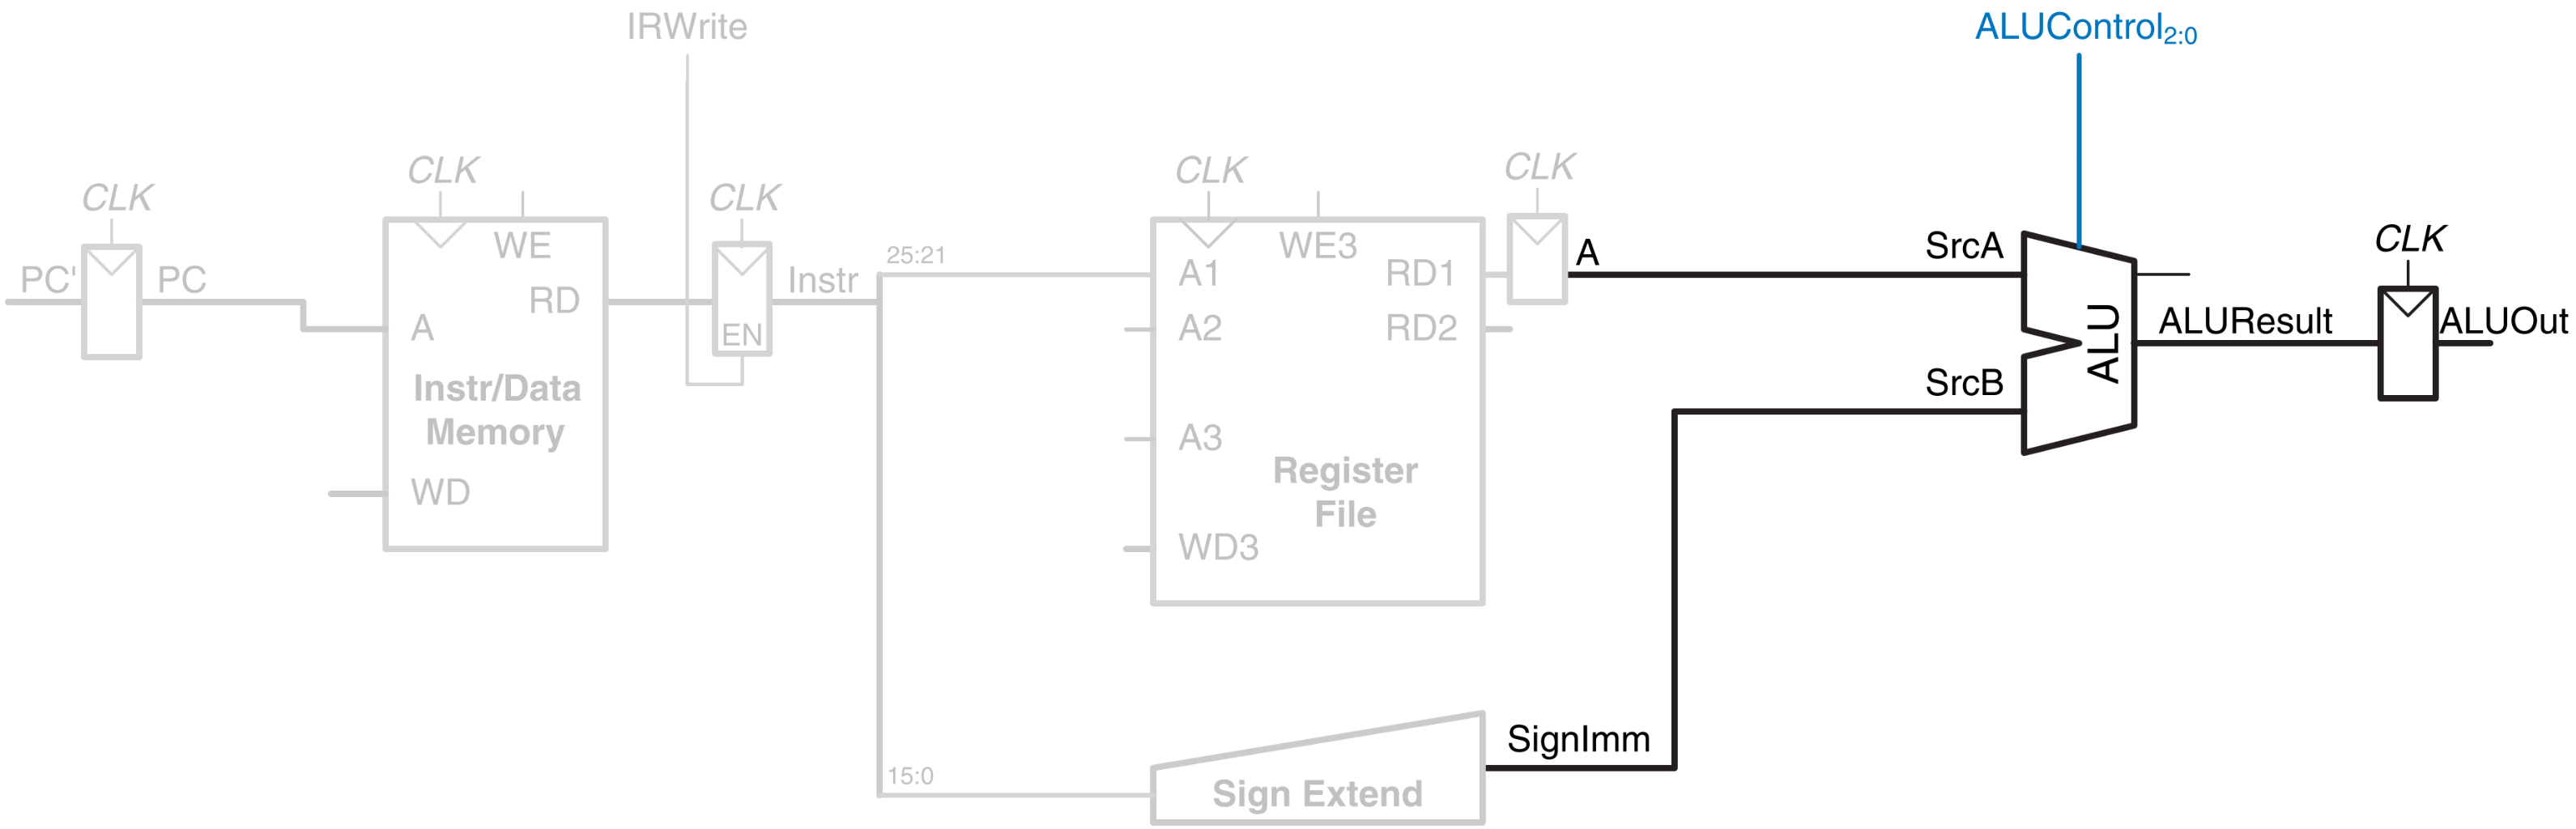 IRWrite
ALUControl2:0
CLK
CLK
CLK
CLK
CLK
CLK
PC'
PC
WE
RD
A
Instr/Data
Memory
WD
EN
Instr
25:21
15:0
A1
WE3
RD1
A2
RD2
A3
Register
File
WD3
A
SrcA
SrcB
ALU
ALUResult
ALUOut
SignImm
Sign Extend